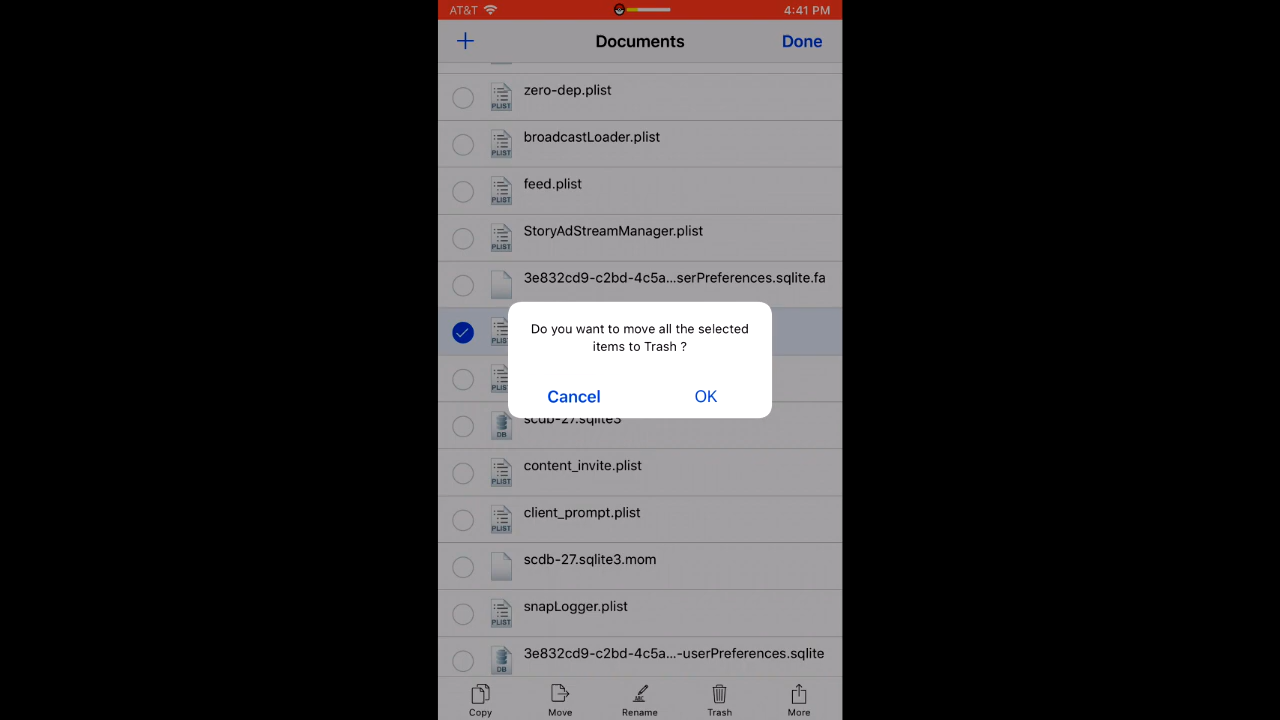 AT&T 4:41 PM
Documents Done
zero-dep.plist
broadcastLoader.plist
feed.plist
StoryAdStreamManager.plist
3e832cd9-c2bd-4c5a...serPreferences.sqlite.fa
Do you want to move all the selected
items to Trash ?
Cancel OK
scdb-27.sqlite3
content_invite.plist
client_prompt.plist
scdb-27.sqlite3.mom
snapLogger.plist
3e832cd9-c2bd-4c5a...-userPreferences.sqlite
Copy Move Rename Trash More